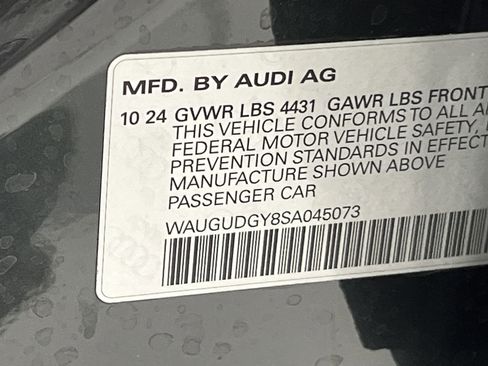 MFD. BY AUDI AG
10 24 GVWR LBS 4431 GAWR LBS FRONT
THIS VEHICLE CONFORMS TO ALL
FEDERAL MOTOR VEHICLE SAFETY,
PREVENTION STANDARDS IN EFFECT
MANUFACTURE SHOWN ABOVE
PASSENGER CAR
WAUGUDGY8SA045073